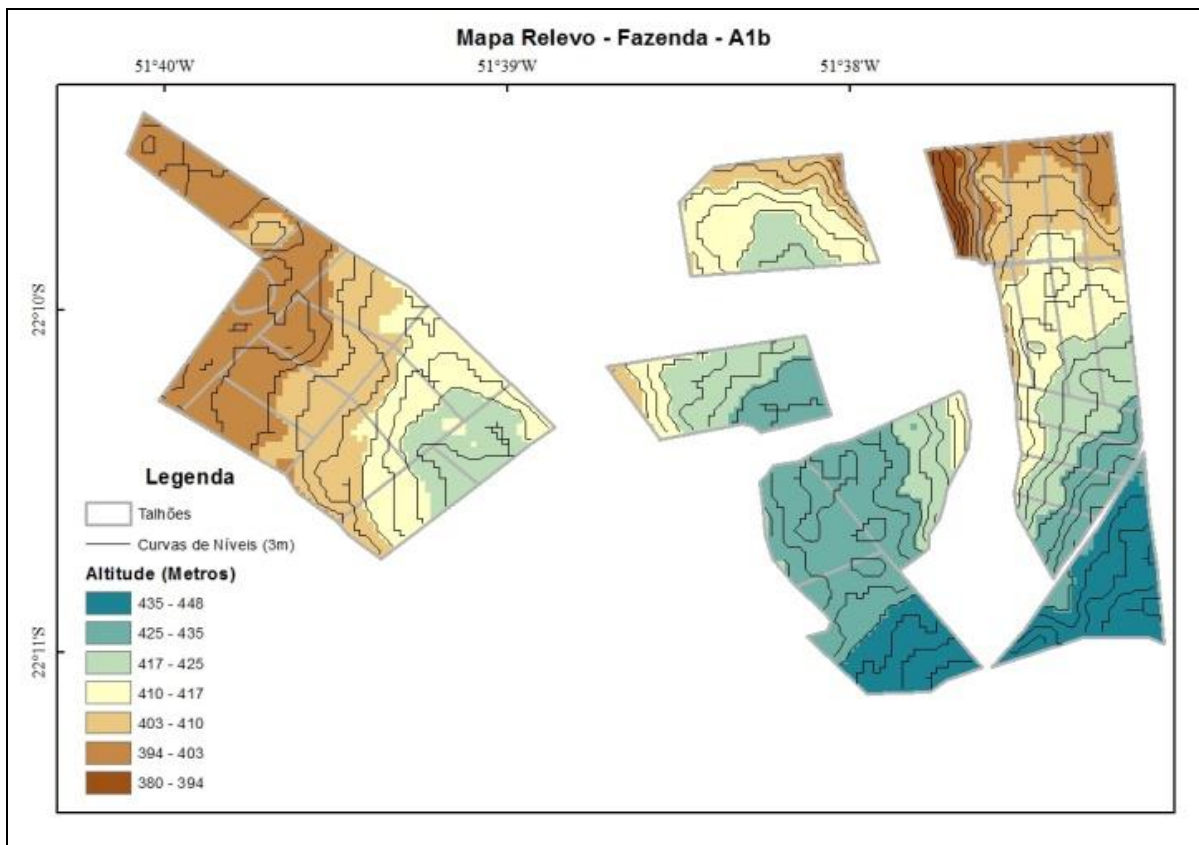 Mapa Relevo - Fazenda - A1b
51°40'W 51°39'W 51°38'W
22°10'S
22°11'S
Legenda
Talhões
Curvas de Níveis (3m)
Altitude (Metros)
435 - 448
425 - 435
417 - 425
410 - 417
403 - 410
394 - 403
380 - 394